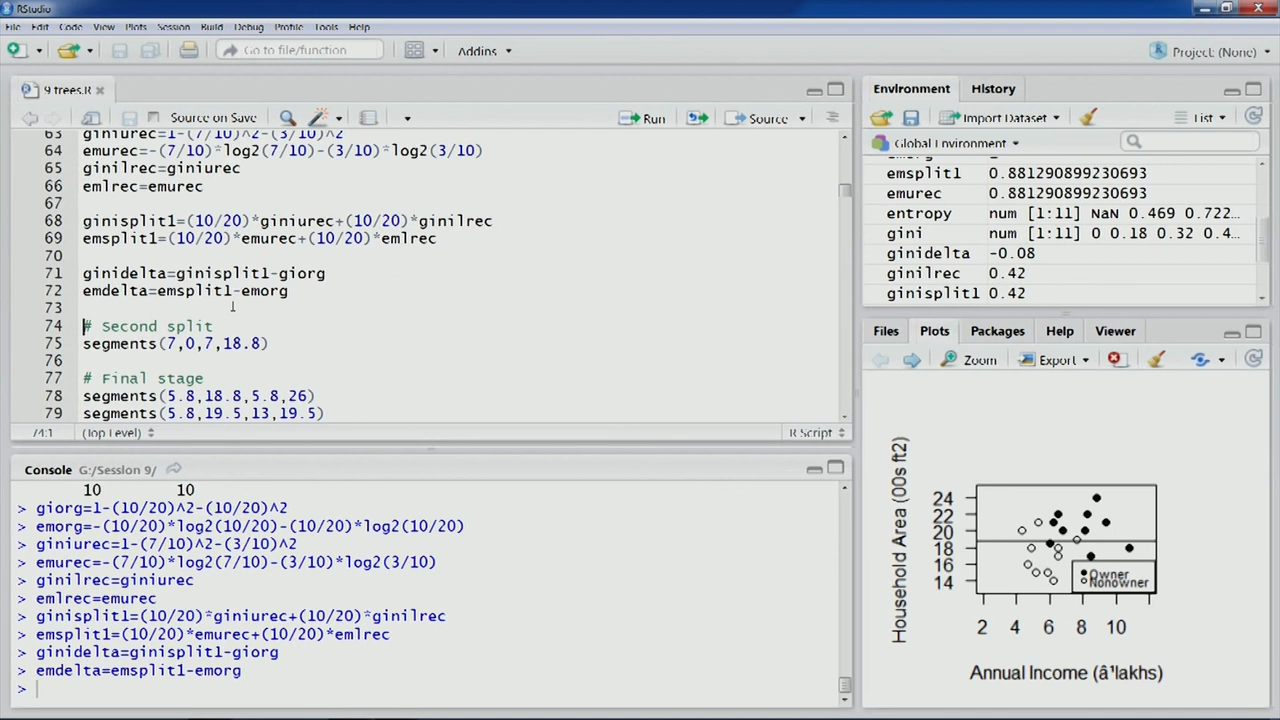 RStudio
File Edit Code View Plots Session Build Debug Profile Tools Help
Go to file/function Addins Project: (None)
9 trees.R
Source on Save Run Source
63 giniurec=1-(7/10)^2-(3/10)^2
64 emurec=-(7/10)*log2(7/10)-(3/10)*log2(3/10)
65 ginilrec=giniurec
66 emlrec=emurec
67
68 ginisplit1=(10/20)*giniurec+(10/20)*ginilrec
69 emsplit1=(10/20)*emurec+(10/20)*emlrec
70
71 ginidelta=ginisplit1-giorg
72 emdelta=emsplit1-emorg
73
74 # Second split
75 segments(7,0,7,18.8)
76
77 # Final stage
78 segments(5.8,18.8,5.8,26)
79 segments(5.8,19.5,13,19.5)
74:1 (Top Level) R Script
Console G:/Session 9/
10 10
> giorg=1-(10/20)^2-(10/20)^2
> emorg=-(10/20)*log2(10/20)-(10/20)*log2(10/20)
> giniurec=1-(7/10)^2-(3/10)^2
> emurec=-(7/10)*log2(7/10)-(3/10)*log2(3/10)
> ginilrec=giniurec
> emlrec=emurec
> ginisplit1=(10/20)*giniurec+(10/20)*ginilrec
> emsplit1=(10/20)*emurec+(10/20)*emlrec
> ginidelta=ginisplit1-giorg
> emdelta=emsplit1-emorg
>
Environment History
Import Dataset List
Global Environment
emsplit1 0.881290899230693
emurec 0.881290899230693
entropy num [1:11] NaN 0.469 0.722...
gini num [1:11] 0 0.18 0.32 0.4...
ginidelta -0.08
ginilrec 0.42
ginisplit1 0.42
Files Plots Packages Help Viewer
Zoom Export
Household Area (00s ft2)
24
22
20
18
16
14
Owner
Nonowner
2 4 6 8 10
Annual Income (â¹lakhs)